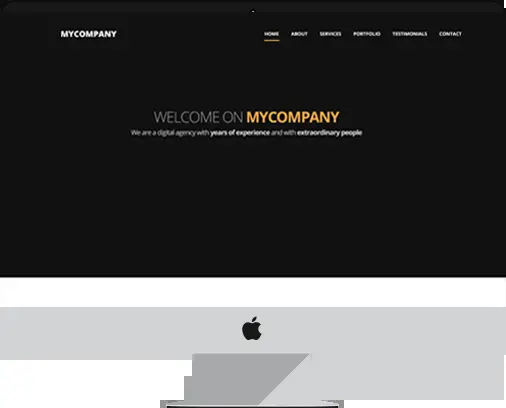 MYCOMPANY
HOME ABOUT SERVICES PORTFOLIO TESTIMONIALS CONTACT
WELCOME ON MYCOMPANY
We are a digital agency with years of experience and with extraordinary people